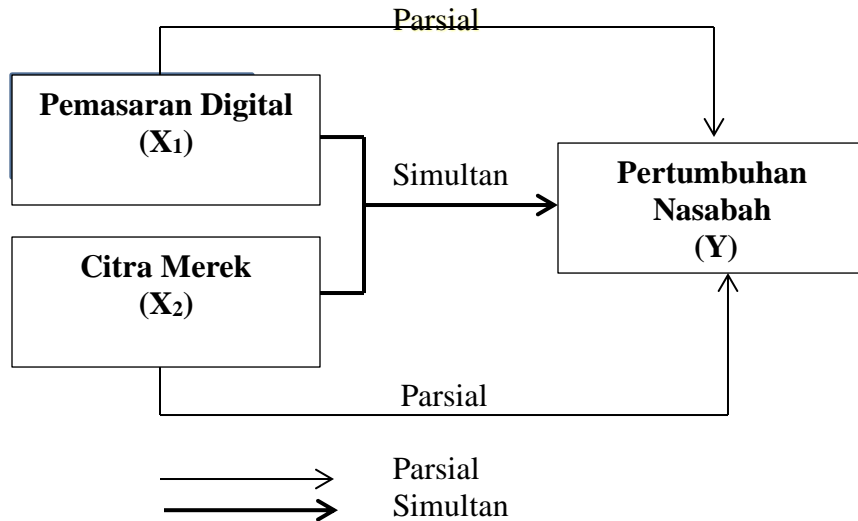 Parsial
Pemasaran Digital
(X₁)
Simultan
Pertumbuhan
Nasabah
(Y)
Citra Merek
(X₂)
Parsial
Parsial
Simultan